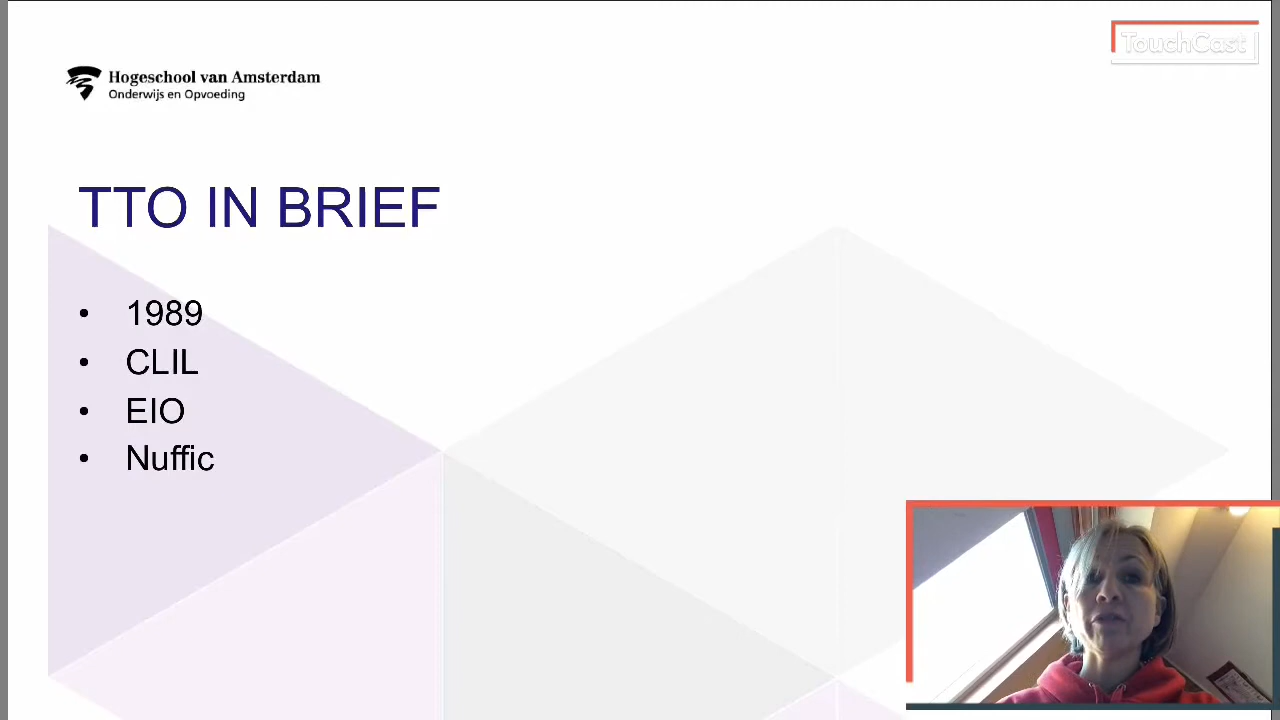 TouchCast
Hogeschool van Amsterdam
Onderwijs en Opvoeding
TTO IN BRIEF
• 1989
• CLIL
• EIO
• Nuffic